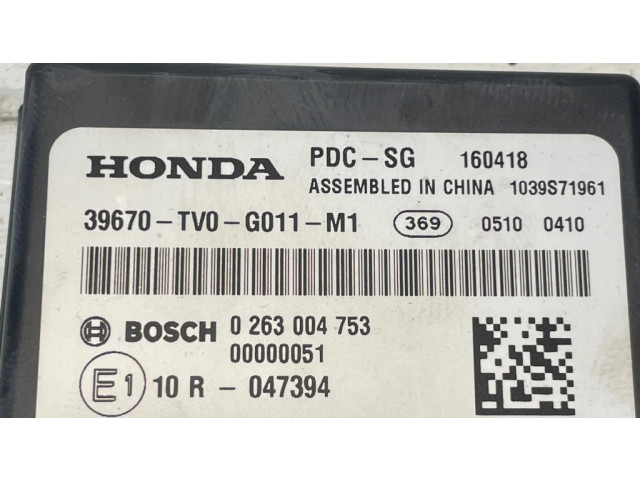 HONDA PDC-SG 160418
ASSEMBLED IN CHINA 1039S71961
39670-TV0-G011-M1 369 0510 0410
BOSCH 0 263 004 753
00000051
E1 10 R - 047394